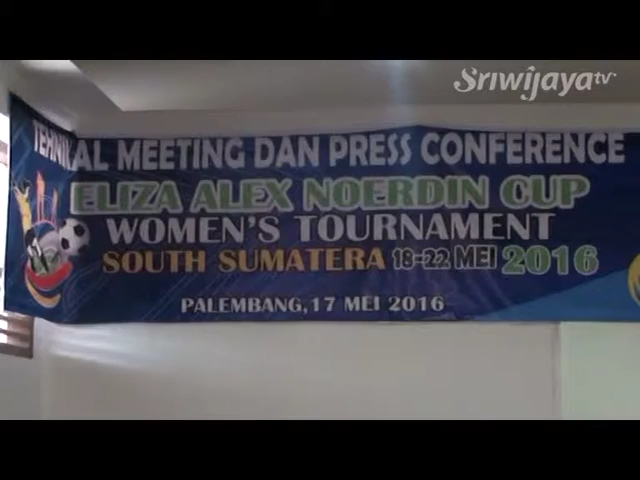 Sriwijaya tv
TEHNIKAL MEETING DAN PRESS CONFERENCE
ELIZA ALEX NOERDIN CUP
WOMEN'S TOURNAMENT
SOUTH SUMATERA 18-22 MEI 2016
PALEMBANG, 17 MEI 2016